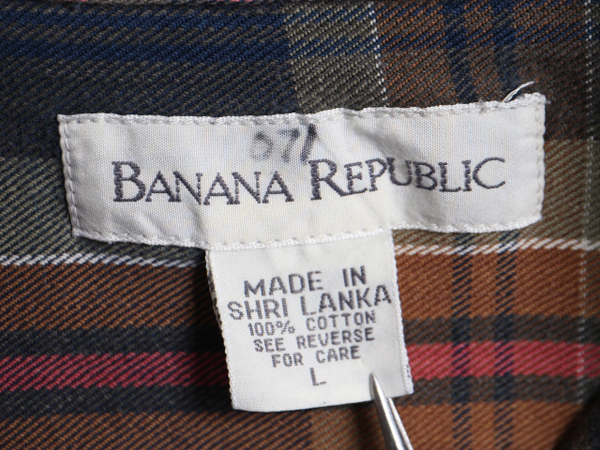 071
BANANA REPUBLIC
MADE IN
SHRI LANKA
100% COTTON
SEE REVERSE
FOR CARE
L